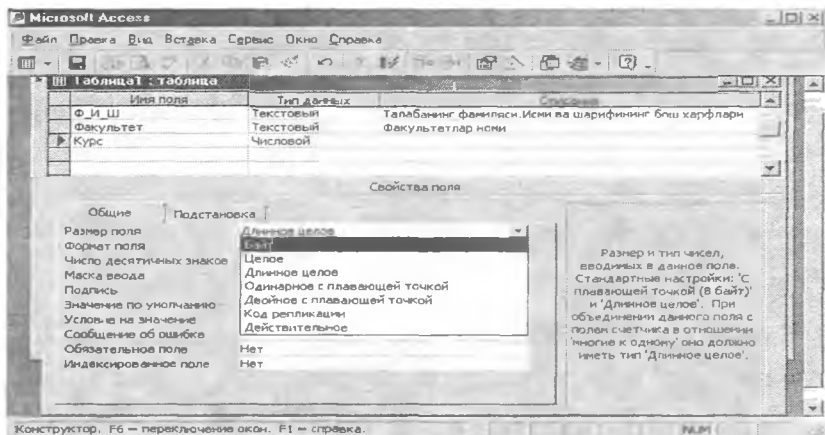 Microsoft Access
Файл Правка Вид Вставка Сервис Окно Справка
Таблица1 : таблица
Имя поля Тип данных Описание
Ф_И_Ш Текстовый Талабанинг фамиляси.Исми ва шарифининг бош харфлари
Факультет Текстовый Факультетлар номи
Курс Числовой
Свойства поля
Общие Подстановка
Размер поля Длинное целое
Формат поля Байт
Число десятичных знаков Целое
Маска ввода Длинное целое
Подпись Одинарное с плавающей точкой
Значение по умолчанию Двойное с плавающей точкой
Условие на значение Код репликации
Сообщение об ошибке Действительное
Обязательное поле Нет
Индексированное поле Нет
Размер и тип чисел,
вводимых в данное поле.
Стандартные настройки: 'С
плавающей точкой (8 байт)'
и 'Длинное целое'. При
объединении данного поля с
полем счетчика в отношении
'многие к одному' оно должно
иметь тип 'Длинное целое'.
Конструктор. F6 — переключение окон. F1 — справка. NUM